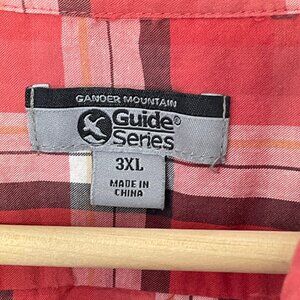 GANDER MOUNTAIN
Guide®
Series
3XL
MADE IN
CHINA